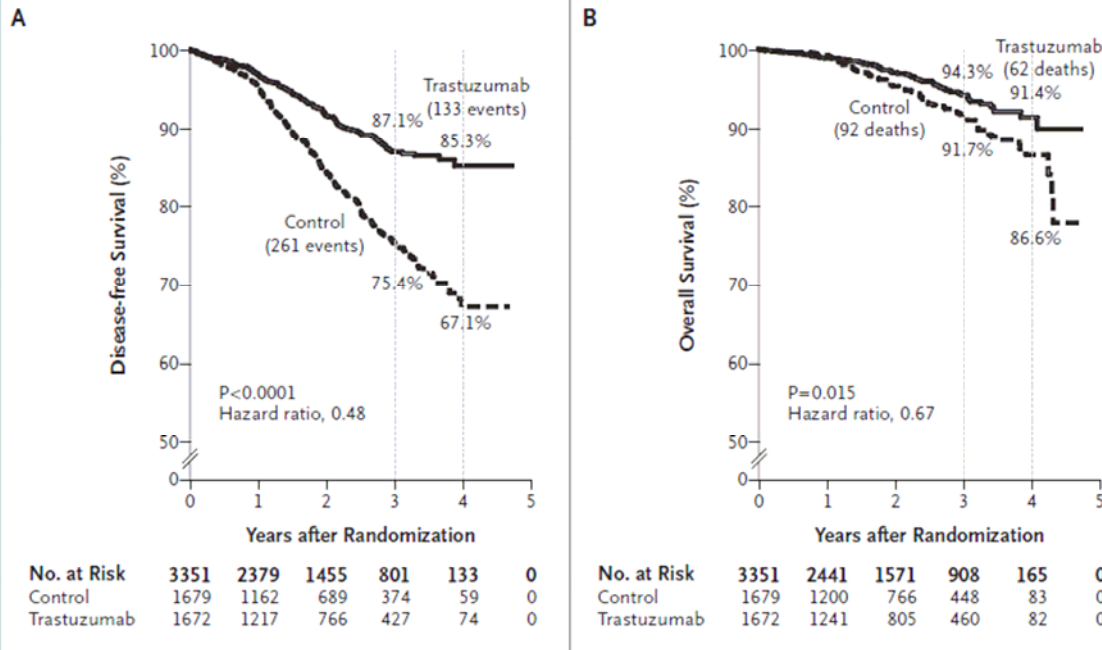 A
100
90
80
70
60
50
0
Disease-free Survival (%)
Trastuzumab
(133 events)
87.1%
85.3%
Control
(261 events)
75.4%
67.1%
P<0.0001
Hazard ratio, 0.48
0 1 2 3 4 5
Years after Randomization
No. at Risk 3351 2379 1455 801 133 0
Control 1679 1162 689 374 59 0
Trastuzumab 1672 1217 766 427 74 0
B
100
90
80
70
60
50
0
Overall Survival (%)
Trastuzumab
(62 deaths)
94.3%
91.4%
Control
(92 deaths)
91.7%
86.6%
P=0.015
Hazard ratio, 0.67
0 1 2 3 4 5
Years after Randomization
No. at Risk 3351 2441 1571 908 165 0
Control 1679 1200 766 448 83 0
Trastuzumab 1672 1241 805 460 82 0